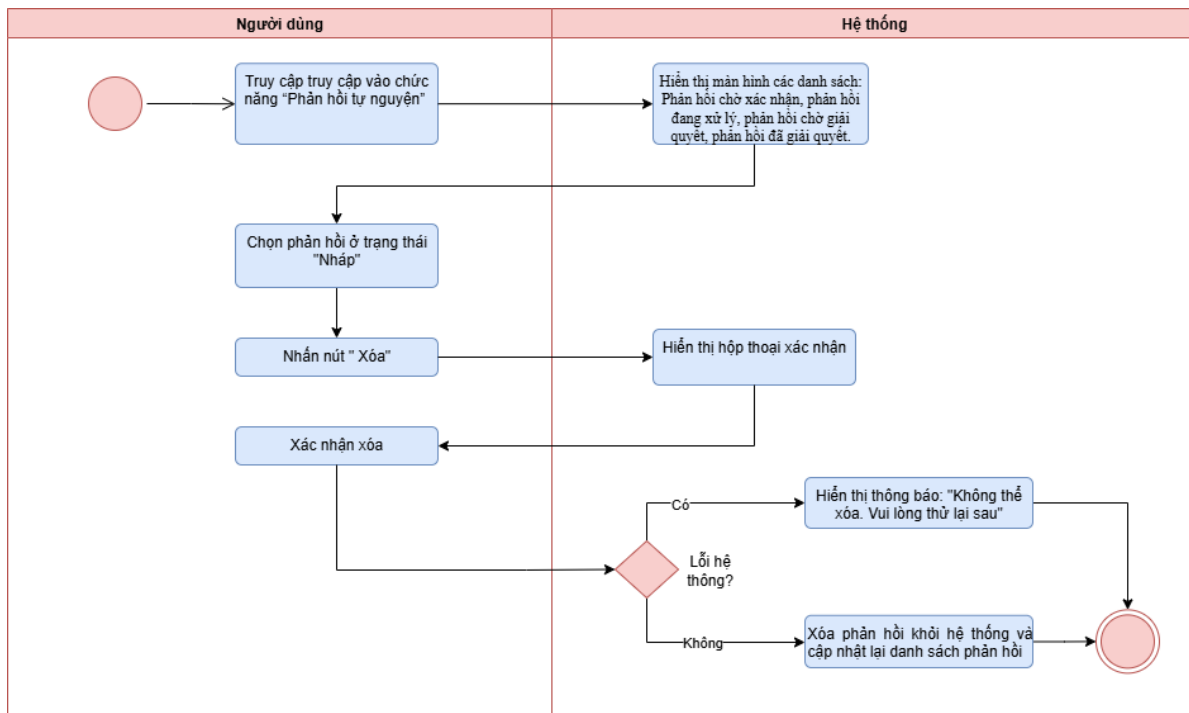 Người dùng
Hệ thống
Truy cập truy cập vào chức
năng “Phản hồi tự nguyện”
Hiển thị màn hình các danh sách:
Phản hồi chờ xác nhận, phản hồi
đang xử lý, phản hồi chờ giải
quyết, phản hồi đã giải quyết.
Chọn phản hồi ở trạng thái
"Nháp"
Nhấn nút " Xóa"
Hiển thị hộp thoại xác nhận
Xác nhận xóa
Có
Hiển thị thông báo: "Không thể
xóa. Vui lòng thử lại sau"
Lỗi hệ
thông?
Không
Xóa phản hồi khỏi hệ thống và
cập nhật lại danh sách phản hồi